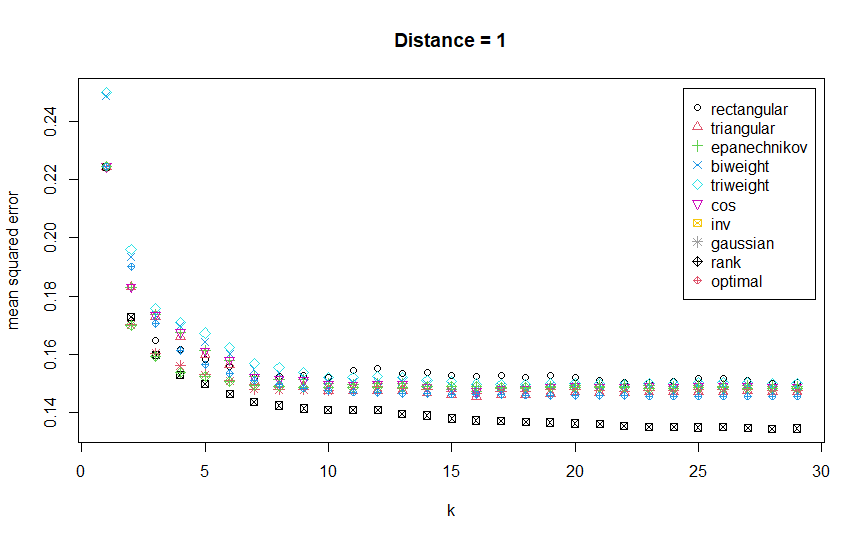 Distance = 1
mean squared error
0.24
0.22
0.20
0.18
0.16
0.14
rectangular
triangular
epanechnikov
biweight
triweight
cos
inv
gaussian
rank
optimal
0 5 10 15 20 25 30
k